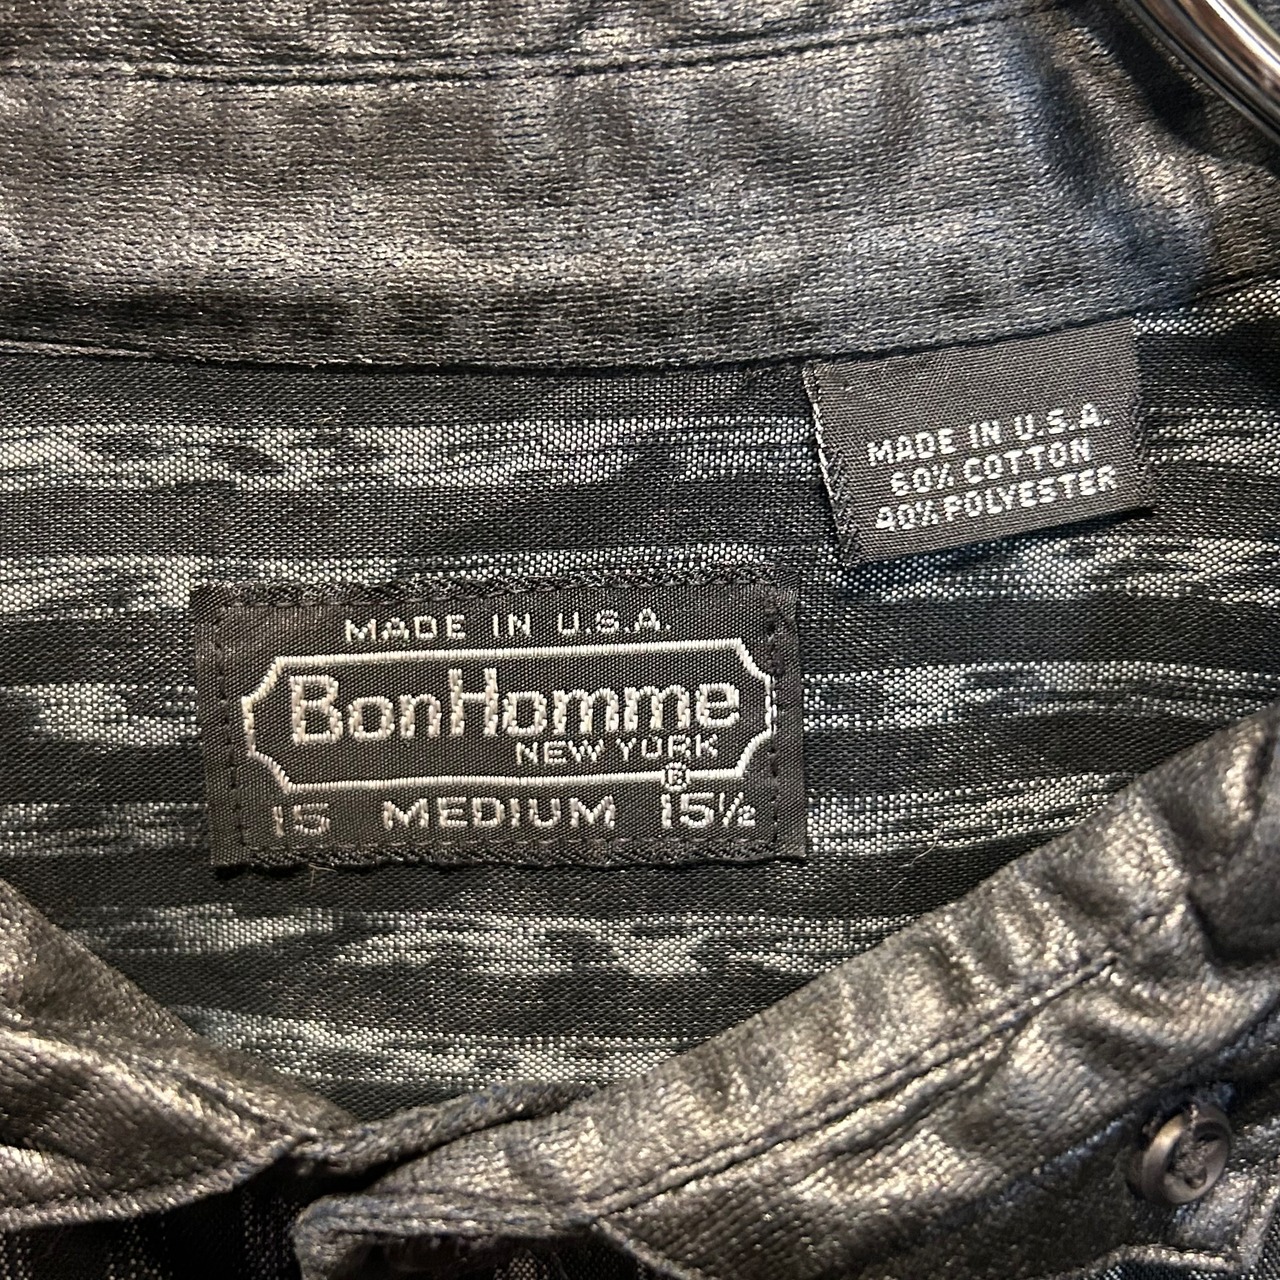 MADE IN U.S.A.
60% COTTON
40% POLYESTER
MADE IN U.S.A.
BonHomme
NEW YORK
®
15 MEDIUM 15½